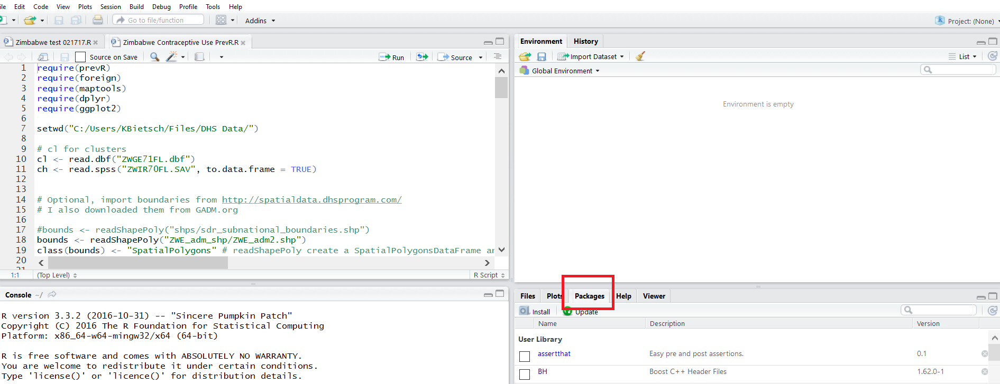 ile Edit Code View Plots Session Build Debug Profile Tools Help
Go to file/function Addins Project: (None)
Zimbabwe test 021717.R Zimbabwe Contraceptive Use PrevR.R
Source on Save Run Source
1 require(prevR)
2 require(foreign)
3 require(maptools)
4 require(dplyr)
5 require(ggplot2)
6
7 setwd("C:/Users/KBietsch/Files/DHS Data/")
8
9 # cl for clusters
10 cl <- read.dbf("ZWGE71FL.dbf")
11 ch <- read.spss("ZWIR70FL.SAV", to.data.frame = TRUE)
12
13
14 # Optional, import boundaries from http://spatialdata.dhsprogram.com/
15 # I also downloaded them from GADM.org
16
17 #bounds <- readShapePoly("shps/sdr_subnational_boundaries.shp")
18 bounds <- readShapePoly("ZWE_adm_shp/ZWE_adm2.shp")
19 class(bounds) <- "SpatialPolygons" # readShapePoly create a SpatialPolygonsDataFrame ar
20
21
1:1 (Top Level) R Script
Console ~/
R version 3.3.2 (2016-10-31) -- "Sincere Pumpkin Patch"
Copyright (C) 2016 The R Foundation for Statistical Computing
Platform: x86_64-w64-mingw32/x64 (64-bit)
R is free software and comes with ABSOLUTELY NO WARRANTY.
You are welcome to redistribute it under certain conditions.
Type 'license()' or 'licence()' for distribution details.
Environment History
Import Dataset List
Global Environment
Environment is empty
Files Plots Packages Help Viewer
Install Update
Name Description Version
User Library
assertthat Easy pre and post assertions. 0.1
BH Boost C++ Header Files 1.62.0-1